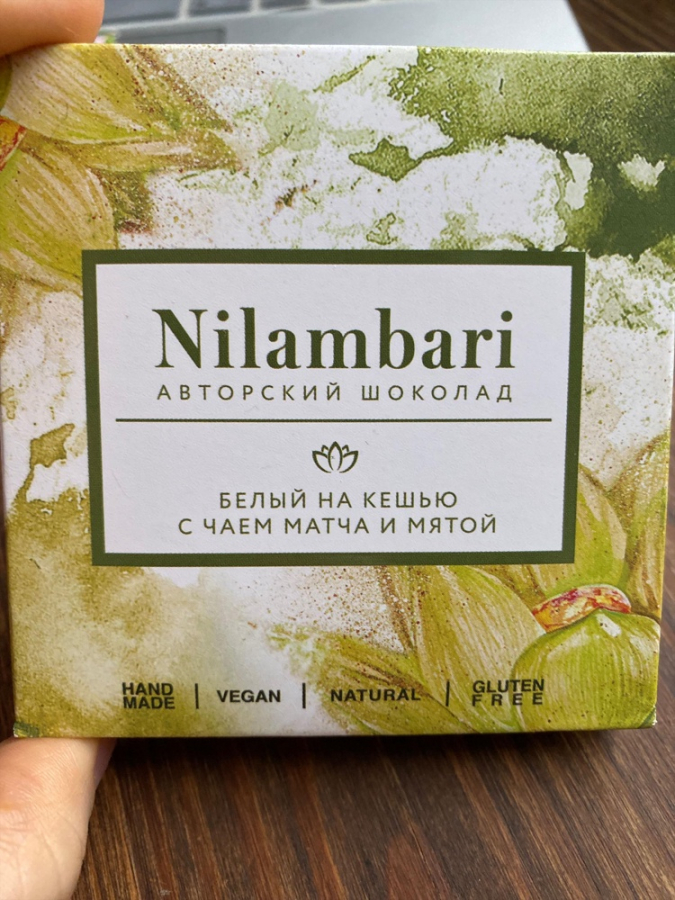 Nilambari
АВТОРСКИЙ ШОКОЛАД
БЕЛЫЙ НА КЕШЬЮ
С ЧАЕМ МАТЧА И МЯТОЙ
HAND MADE | VEGAN | NATURAL | GLUTEN FREE